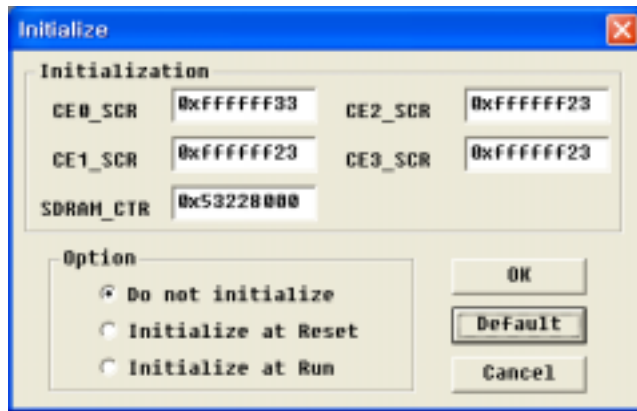 Initialize
Initialization
CE0_SCR 0xffffff33 CE2_SCR 0xffffff23
CE1_SCR 0xffffff23 CE3_SCR 0xffffff23
SDRAM_CTR 0x53228000
Option
Do not initialize
Initialize at Reset
Initialize at Run
OK
Default
Cancel